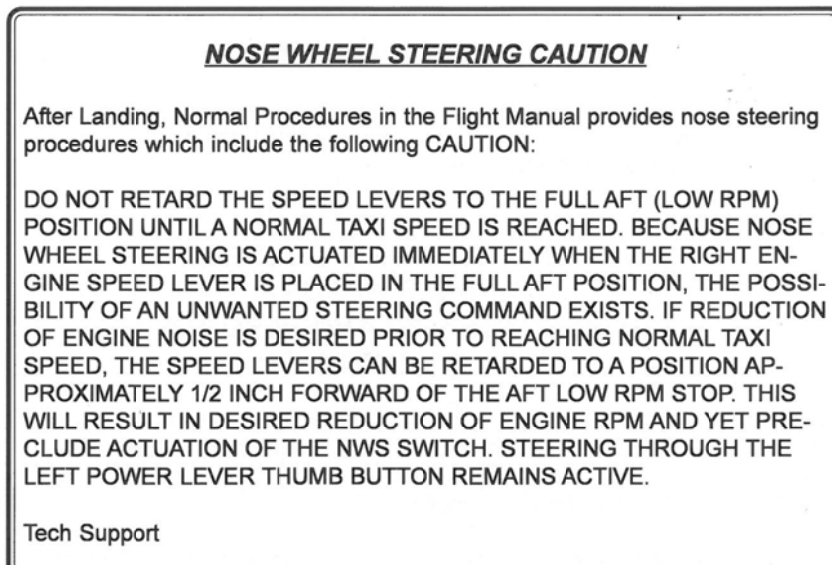 NOSE WHEEL STEERING CAUTION
After Landing, Normal Procedures in the Flight Manual provides nose steering
procedures which include the following CAUTION:
DO NOT RETARD THE SPEED LEVERS TO THE FULL AFT (LOW RPM)
POSITION UNTIL A NORMAL TAXI SPEED IS REACHED. BECAUSE NOSE
WHEEL STEERING IS ACTUATED IMMEDIATELY WHEN THE RIGHT EN-
GINE SPEED LEVER IS PLACED IN THE FULL AFT POSITION, THE POSSI-
BILITY OF AN UNWANTED STEERING COMMAND EXISTS. IF REDUCTION
OF ENGINE NOISE IS DESIRED PRIOR TO REACHING NORMAL TAXI
SPEED, THE SPEED LEVERS CAN BE RETARDED TO A POSITION AP-
PROXIMATELY 1/2 INCH FORWARD OF THE AFT LOW RPM STOP. THIS
WILL RESULT IN DESIRED REDUCTION OF ENGINE RPM AND YET PRE-
CLUDE ACTUATION OF THE NWS SWITCH. STEERING THROUGH THE
LEFT POWER LEVER THUMB BUTTON REMAINS ACTIVE.
Tech Support